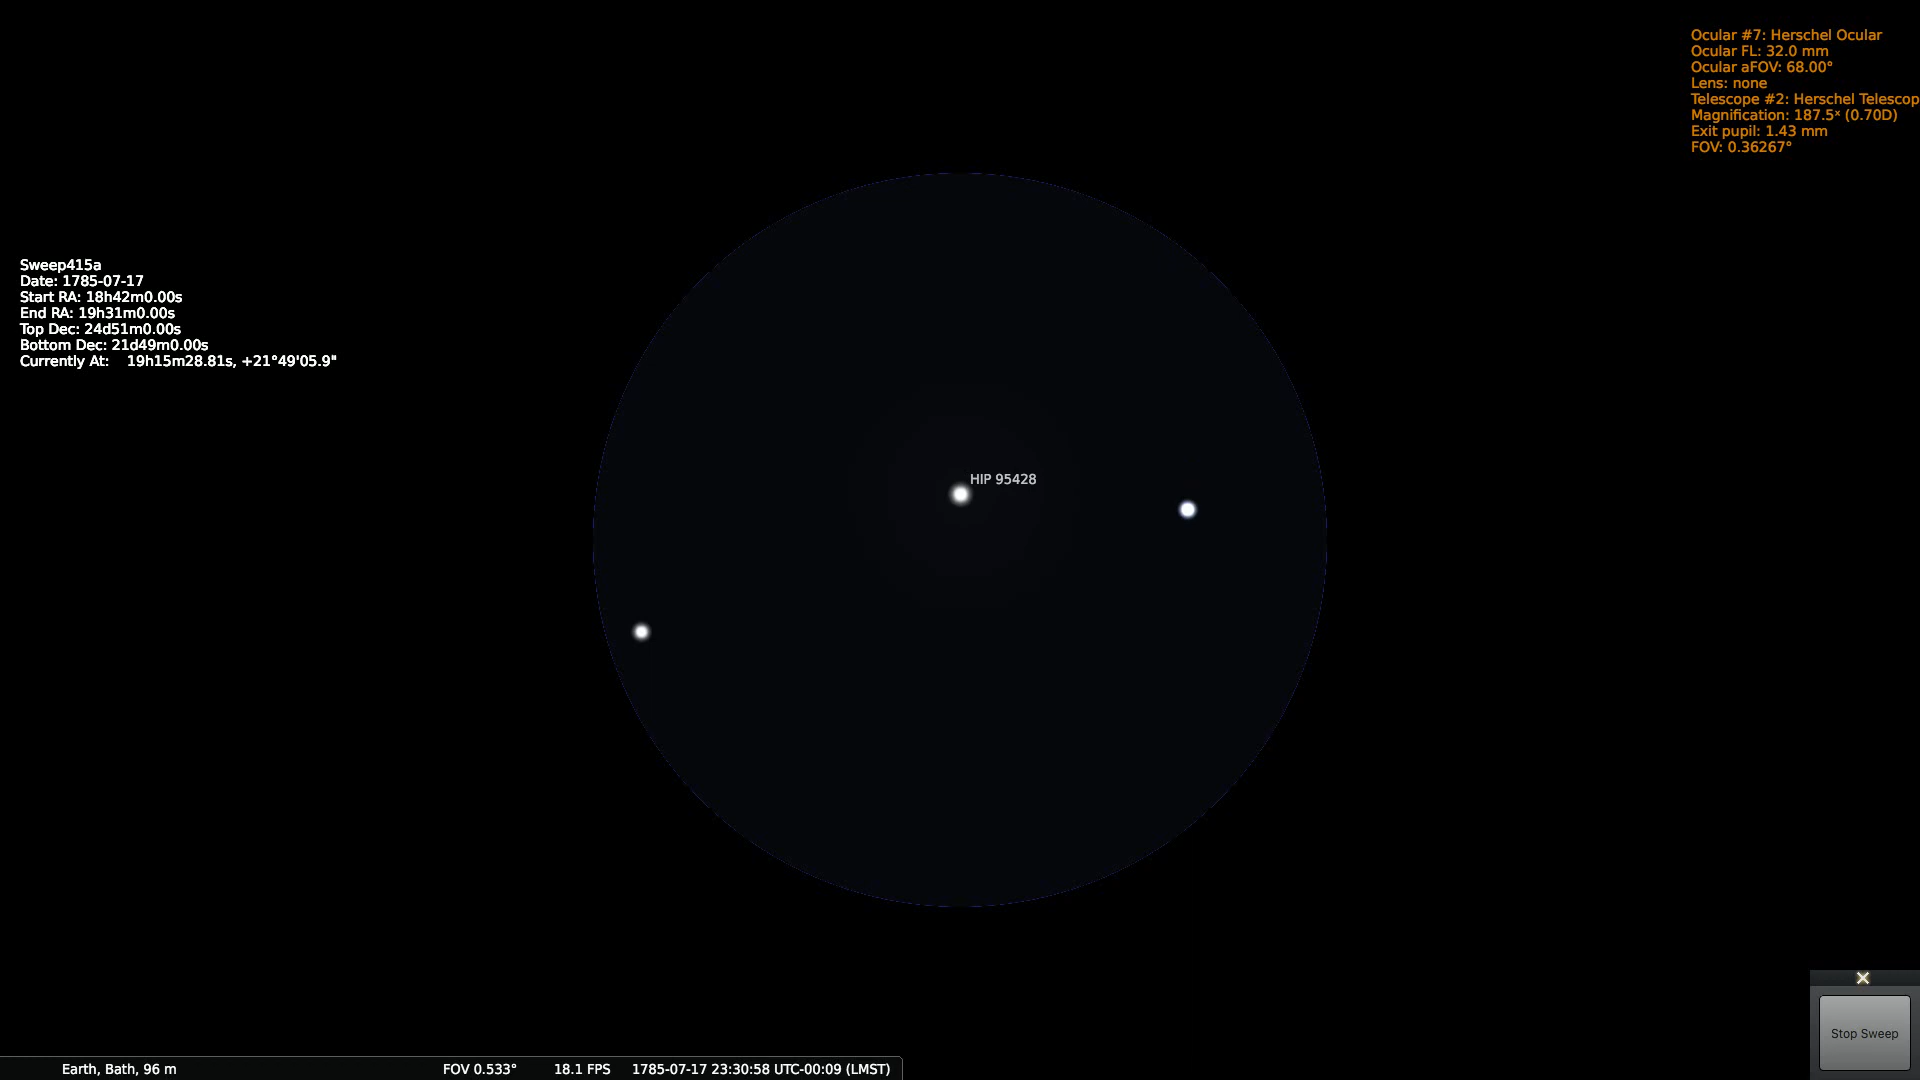 Ocular #7: Herschel Ocular
Ocular FL: 32.0 mm
Ocular aFOV: 68.00°
Lens: none
Telescope #2: Herschel Telescop
Magnification: 187.5ˣ (0.70D)
Exit pupil: 1.43 mm
FOV: 0.36267°
Sweep415a
Date: 1785-07-17
Start RA: 18h42m0.00s
End RA: 19h31m0.00s
Top Dec: 24d51m0.00s
Bottom Dec: 21d49m0.00s
Currently At: 19h15m28.81s, +21°49'05.9"
HIP 95428
Stop Sweep
Earth, Bath, 96 m FOV 0.533° 18.1 FPS 1785-07-17 23:30:58 UTC-00:09 (LMST)